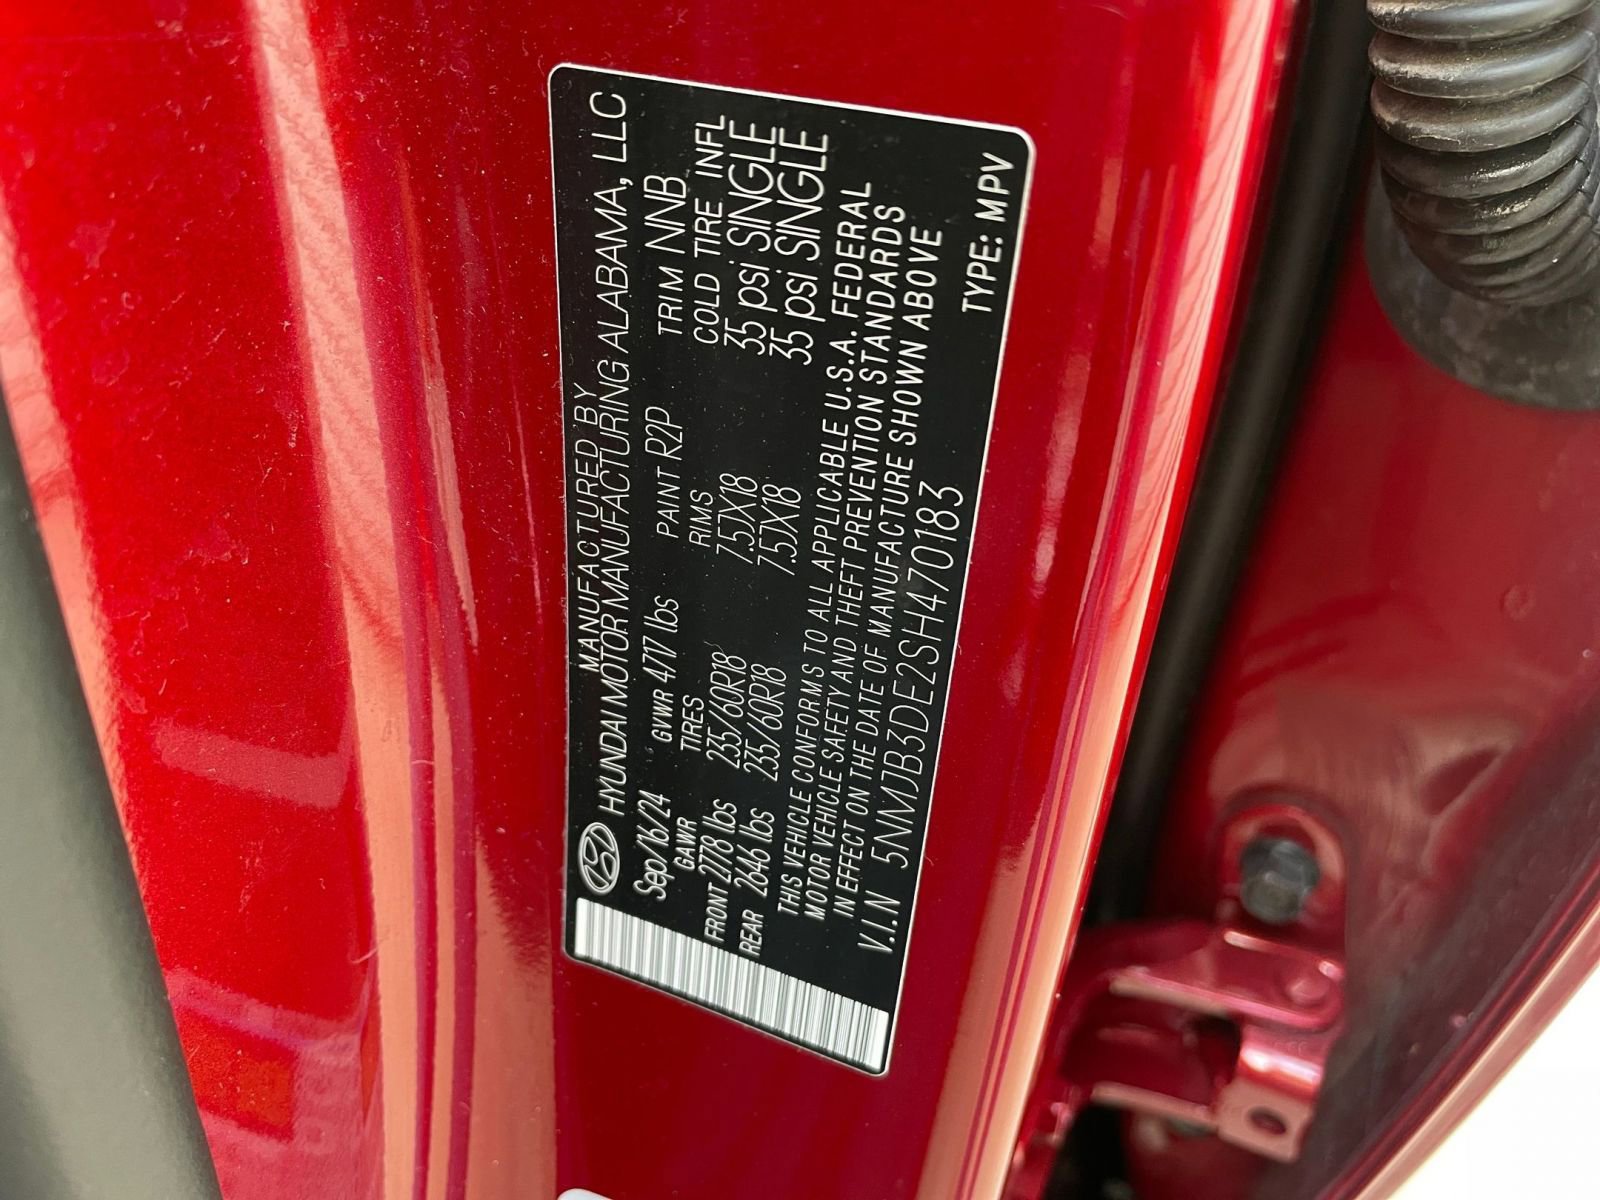 MANUFACTURED BY
HYUNDAI MOTOR MANUFACTURING ALABAMA, LLC
Sep/16/24 GVWR 4717 lbs PAINT R2P TRIM NNB
GAWR TIRES RIMS COLD TIRE INFL
FRONT 2778 lbs 235/60R18 7.5JX18 35 psi SINGLE
REAR 2646 lbs 235/60R18 7.5JX18 35 psi SINGLE
THIS VEHICLE CONFORMS TO ALL APPLICABLE U.S.A. FEDERAL
MOTOR VEHICLE SAFETY AND THEFT PREVENTION STANDARDS
IN EFFECT ON THE DATE OF MANUFACTURE SHOWN ABOVE
V.I.N 5NMJB3DE2SH470183 TYPE: MPV